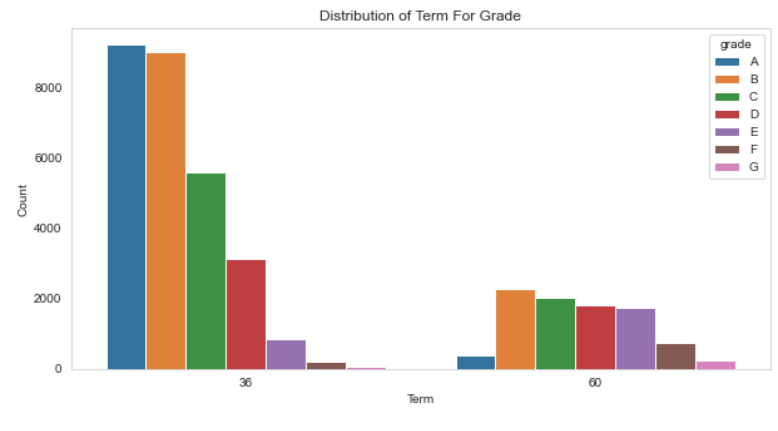 Distribution of Term For Grade
grade
A
B
C
D
E
F
G
8000
6000
4000
2000
0
Count
36
60
Term